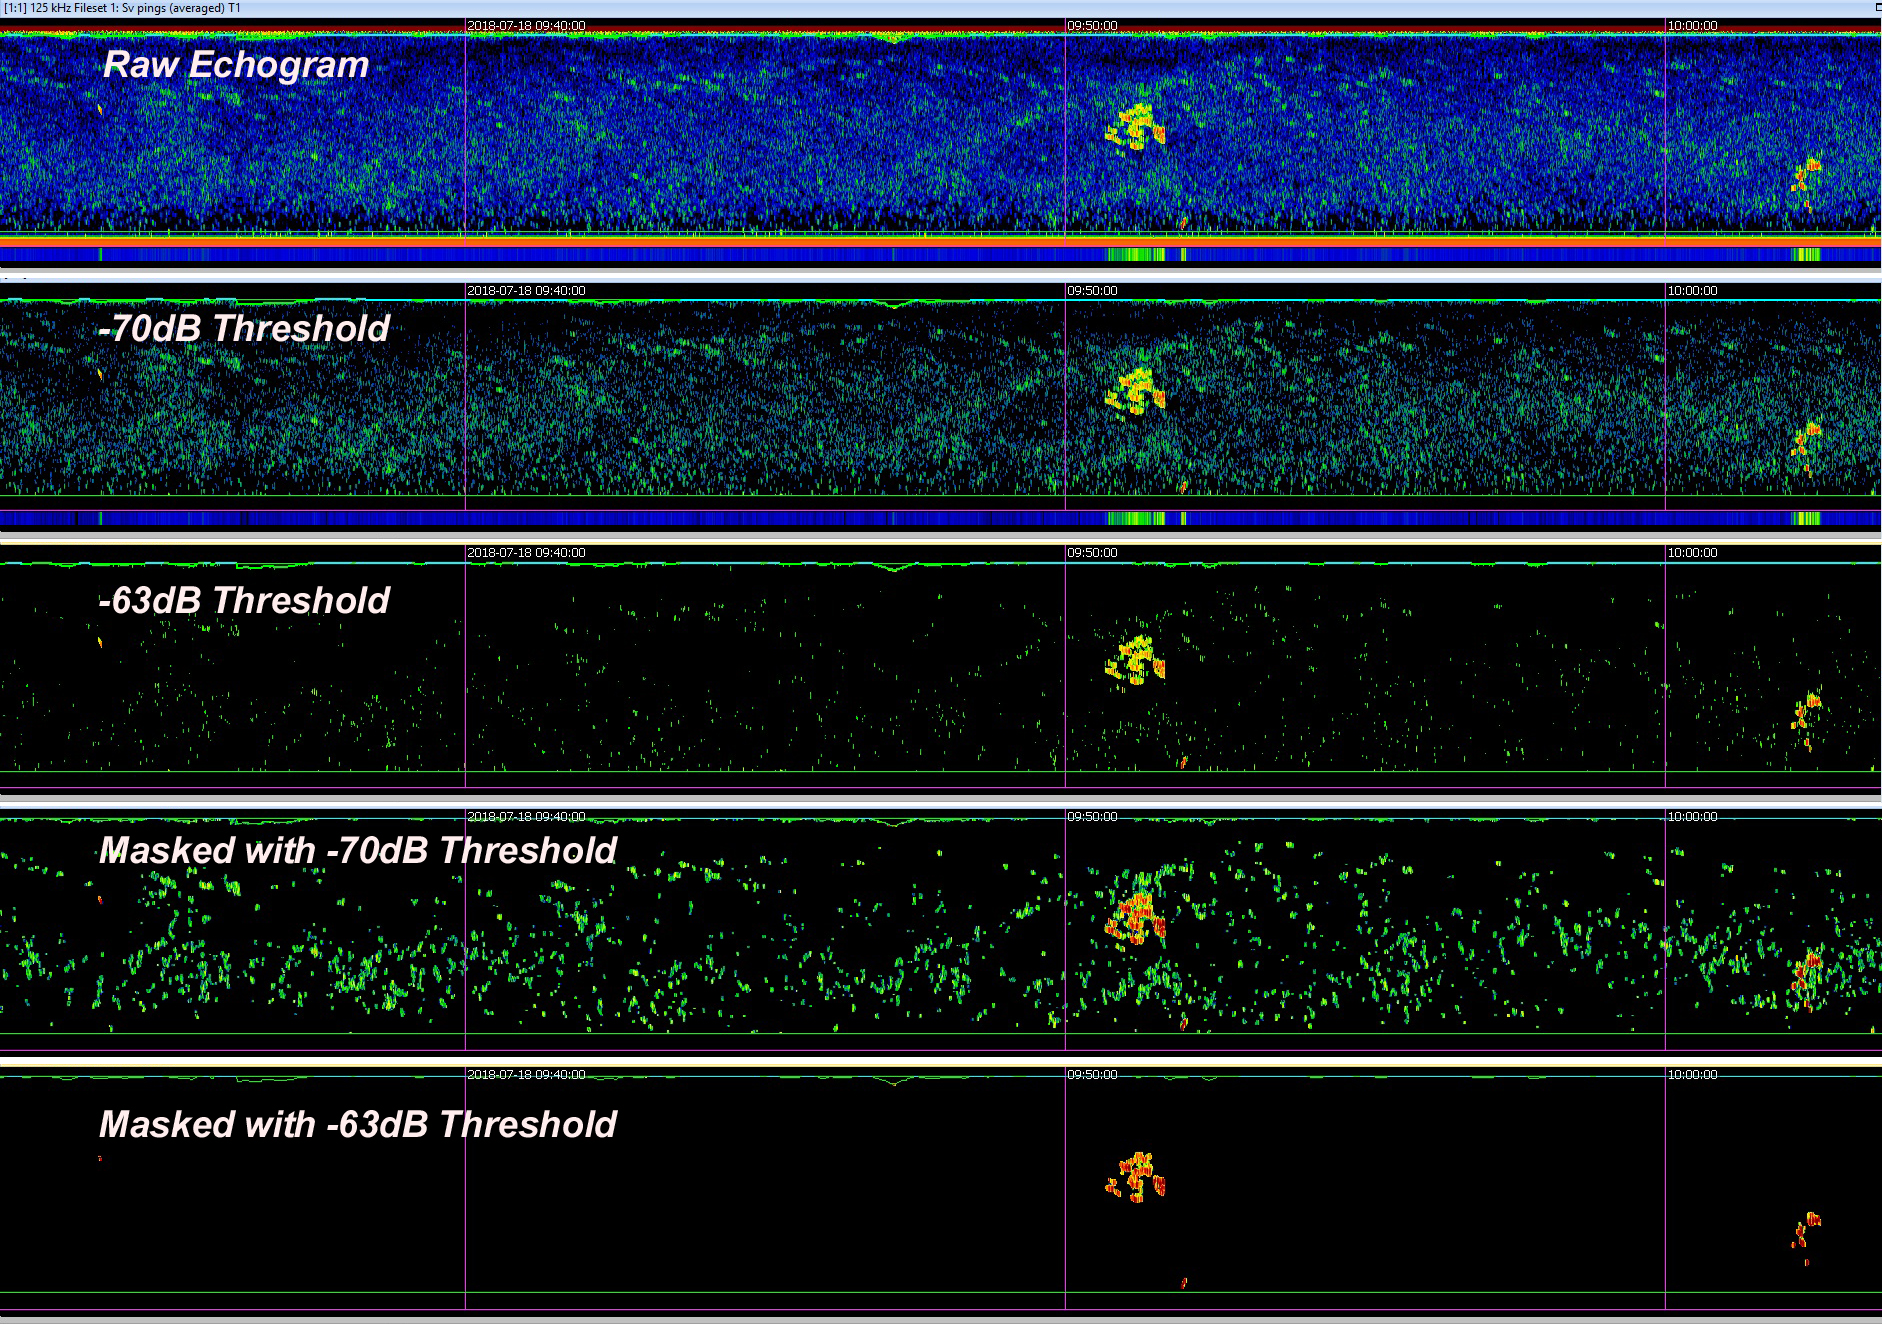 [1:1] 125 kHz Fileset 1: Sv pings (averaged) T1
2018-07-18 09:40:00 09:50:00 10:00:00
Raw Echogram
2018-07-18 09:40:00 09:50:00 10:00:00
-70dB Threshold
2018-07-18 09:40:00 09:50:00 10:00:00
-63dB Threshold
2018-07-18 09:40:00 09:50:00 10:00:00
Masked with -70dB Threshold
2018-07-18 09:40:00 09:50:00 10:00:00
Masked with -63dB Threshold